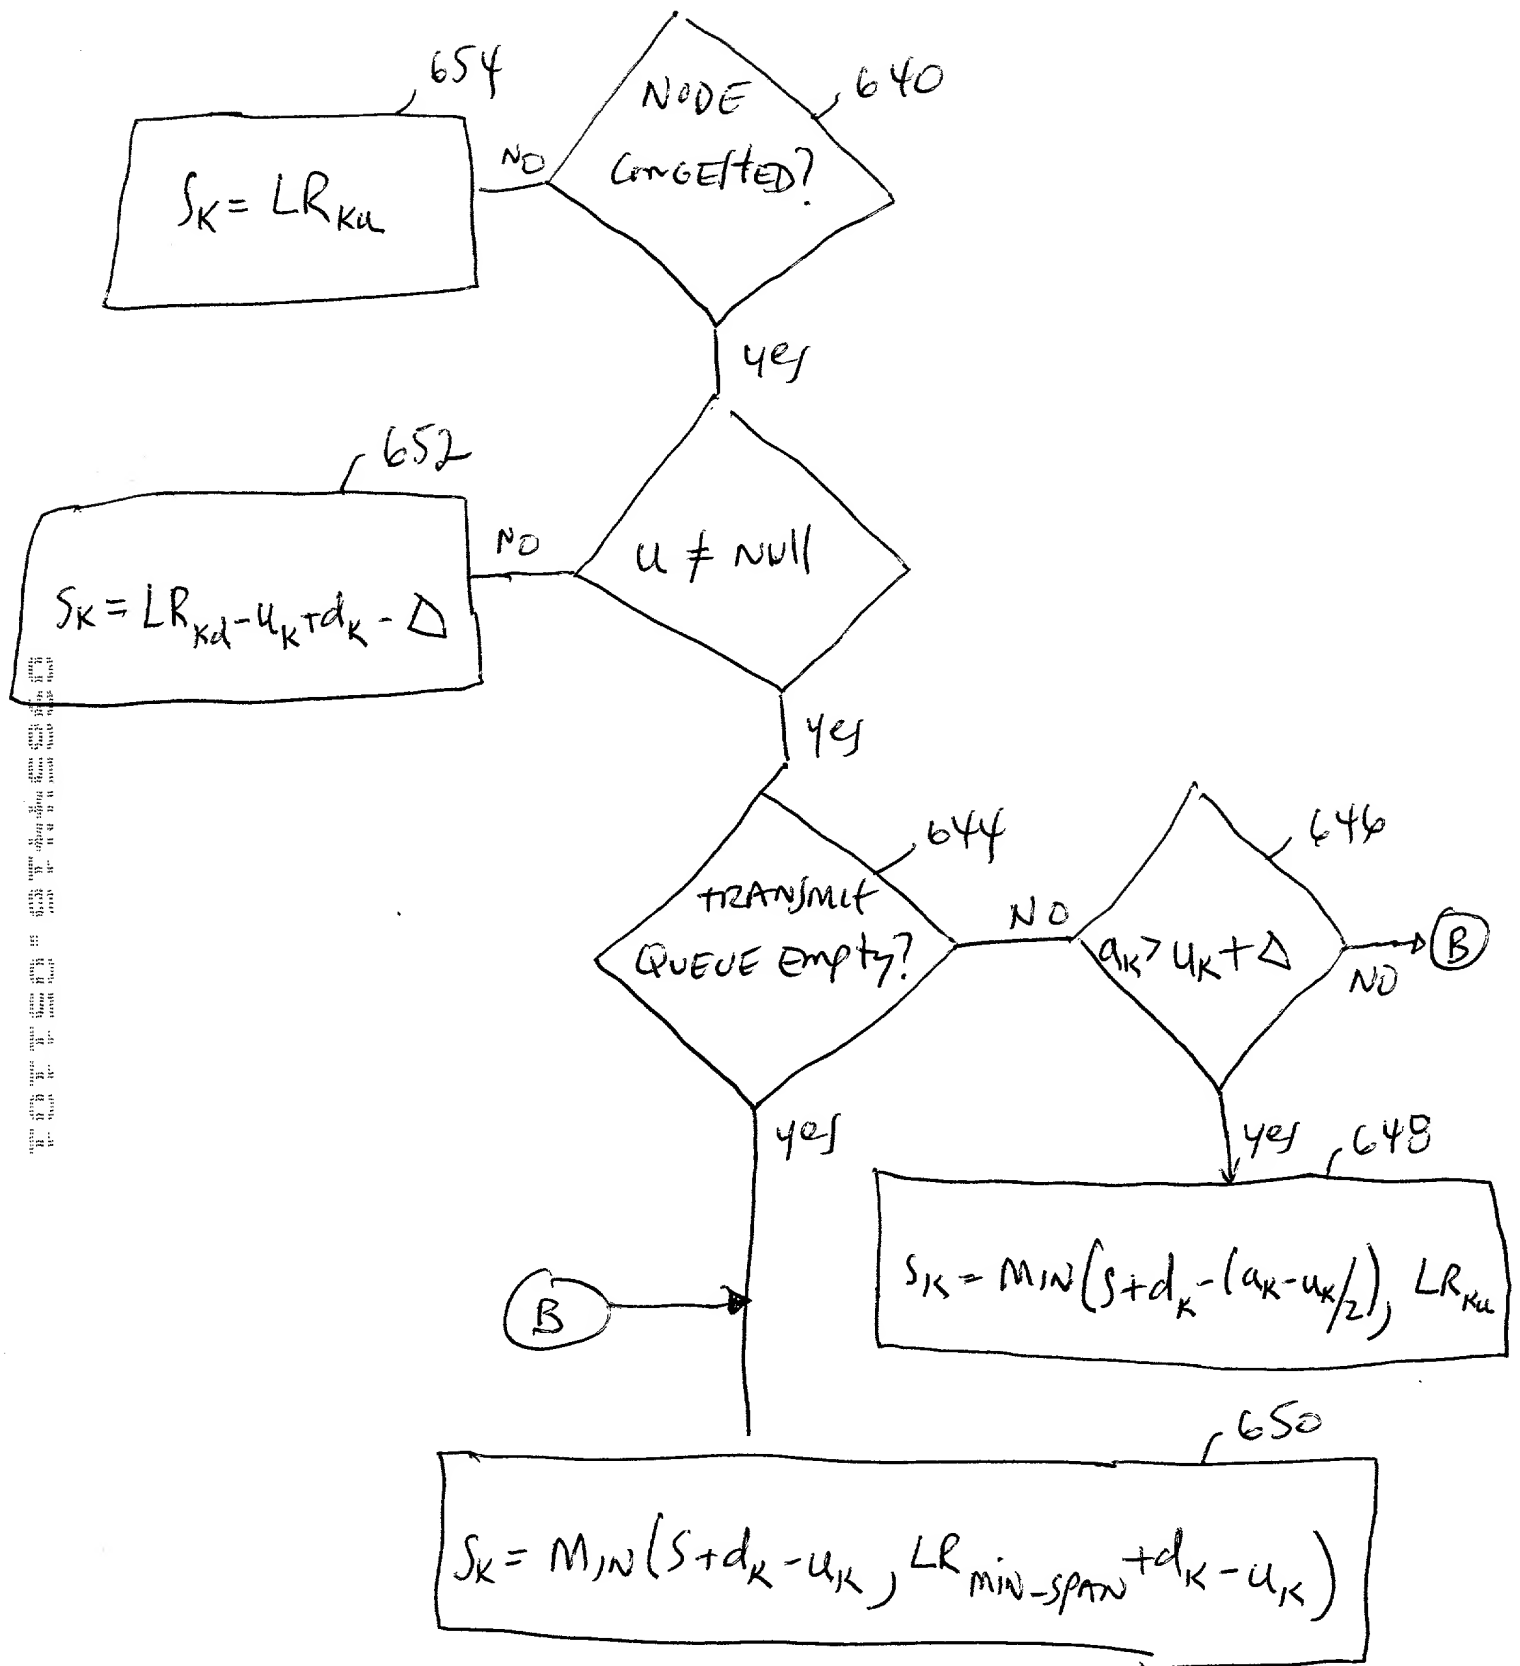 654
640
NODE
CONGESTED?
NO
S_K = LR_Ku
yes
652
NO
u ≠ Null
S_K = LR_Kd - u_K + d_K - Δ
yes
644
646
TRANSMIT
QUEUE Empty?
NO
a_K > u_K + Δ
B
NO
yes
yes
648
S_K = MIN(S + d_K - (a_K - u_K/2), LR_Ku
B
650
S_K = MIN(S + d_K - u_K, LR_MIN-SPAN + d_K - u_K)